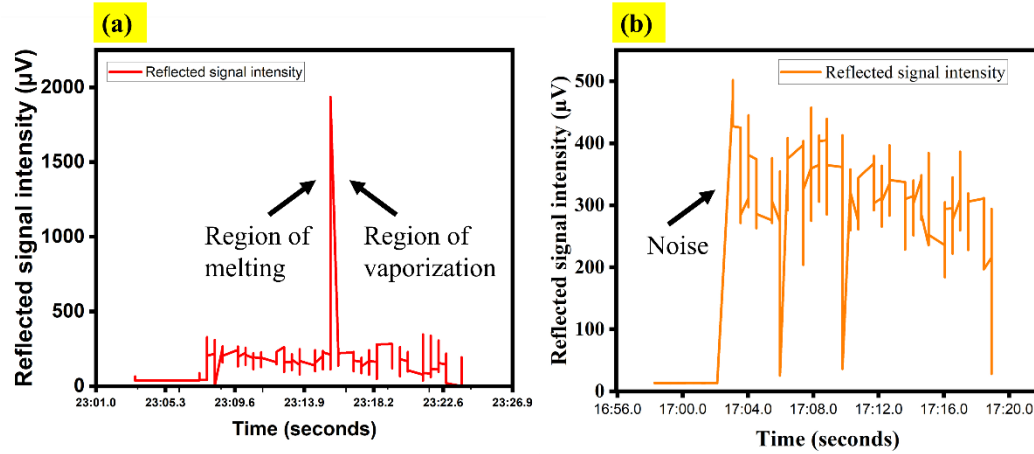 (a)
Reflected signal intensity (µV)
2000
1500
1000
500
0
Reflected signal intensity
Region of
melting
Region of
vaporization
23:01.0
23:05.3
23:09.6
23:13.9
23:18.2
23:22.6
23:26.9
Time (seconds)
(b)
Reflected signal intensity (µV)
500
400
300
200
100
0
Reflected signal intensity
Noise
16:56.0
17:00.0
17:04.0
17:08.0
17:12.0
17:16.0
17:20.0
Time (seconds)